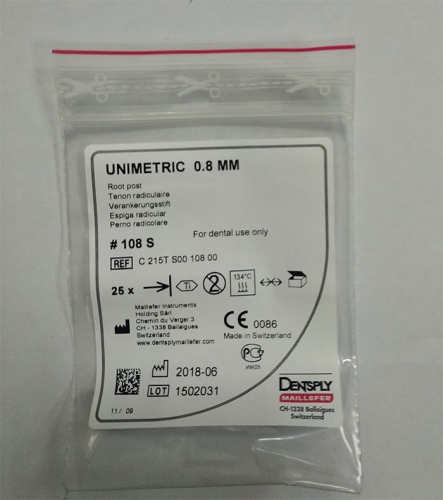 UNIMETRIC 0.8 MM
Root post
Tenon radiculaire
Verankerungsstift
Espiga radicular
Perno radicolare
# 108 S
For dental use only
REF C 215T S00 108 00
25 x Ti 2 134°C
Maillefer Instruments
Holding Sàrl
Chemin du Verger 3
CH - 1338 Ballaigues
Switzerland
www.dentsplymaillefer.com
CE 0086
Made in Switzerland
2018-06
LOT 1502031
11 / 09
DENTSPLY
MAILLEFER
CH-1338 Ballaigues
Switzerland